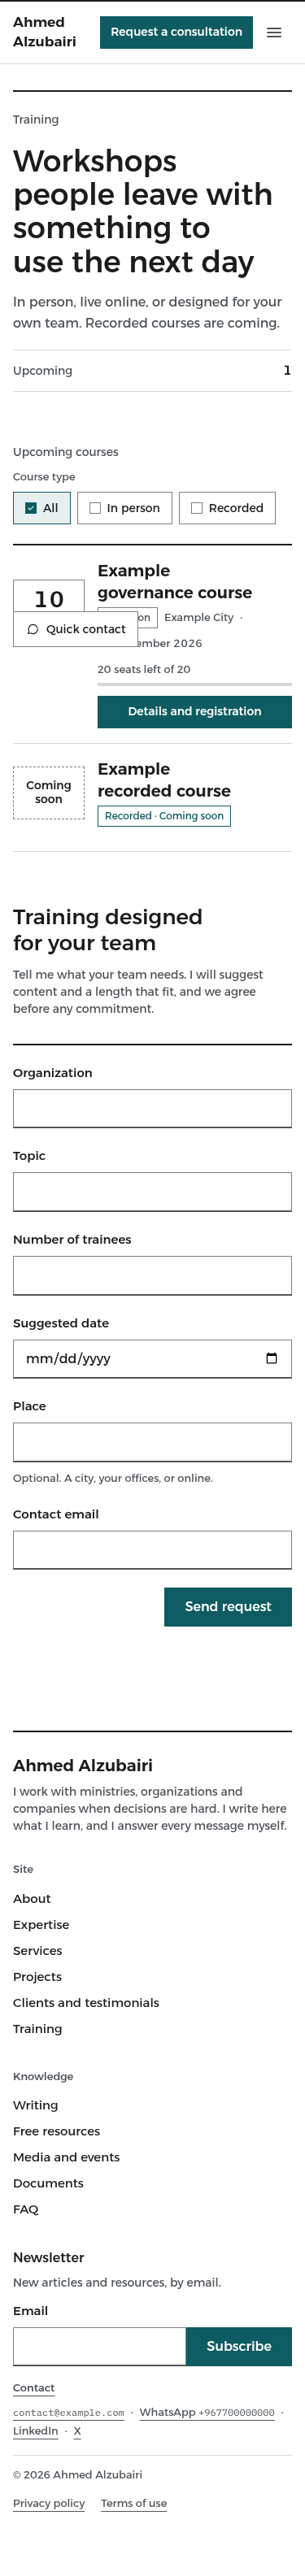 Ahmed
Alzubairi
Request a consultation
Training
Workshops
people leave with
something to
use the next day
In person, live online, or designed for your
own team. Recorded courses are coming.
Upcoming 1
Upcoming courses
Course type
All
In person
Recorded
10
Example
governance course
Example City ·
2026
Quick contact
20 seats left of 20
Details and registration
Coming
soon
Example
recorded course
Recorded · Coming soon
Training designed
for your team
Tell me what your team needs. I will suggest
content and a length that fit, and we agree
before any commitment.
Organization
Topic
Number of trainees
Suggested date
mm/dd/yyyy
Place
Optional. A city, your offices, or online.
Contact email
Send request
Ahmed Alzubairi
I work with ministries, organizations and
companies when decisions are hard. I write here
what I learn, and I answer every message myself.
Site
About
Expertise
Services
Projects
Clients and testimonials
Training
Knowledge
Writing
Free resources
Media and events
Documents
FAQ
Newsletter
New articles and resources, by email.
Email
Subscribe
Contact
contact@example.com · WhatsApp +967700000000 ·
LinkedIn · X
© 2026 Ahmed Alzubairi
Privacy policy Terms of use